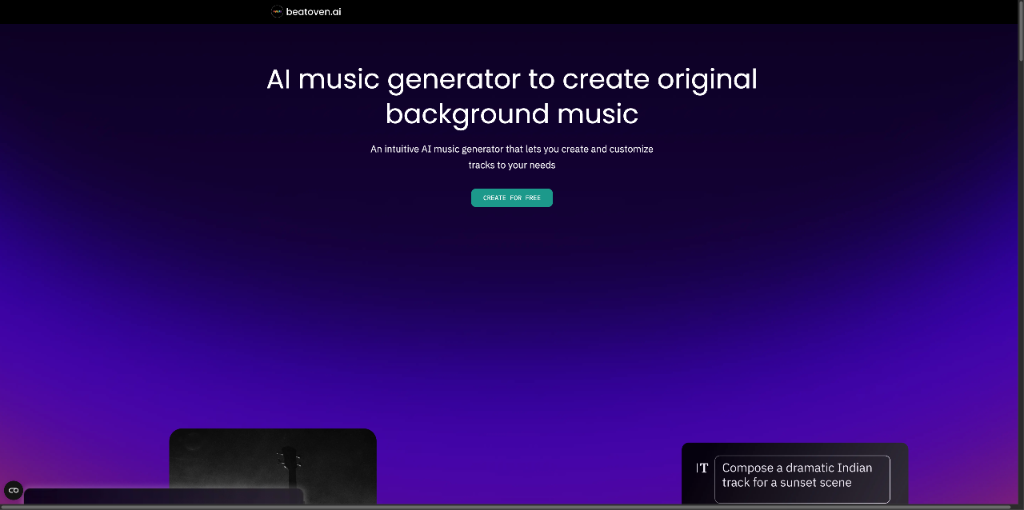 beatoven.ai
AI music generator to create original
background music
An intuitive AI music generator that lets you create and customize
tracks to your needs
CREATE FOR FREE
Compose a dramatic Indian
track for a sunset scene